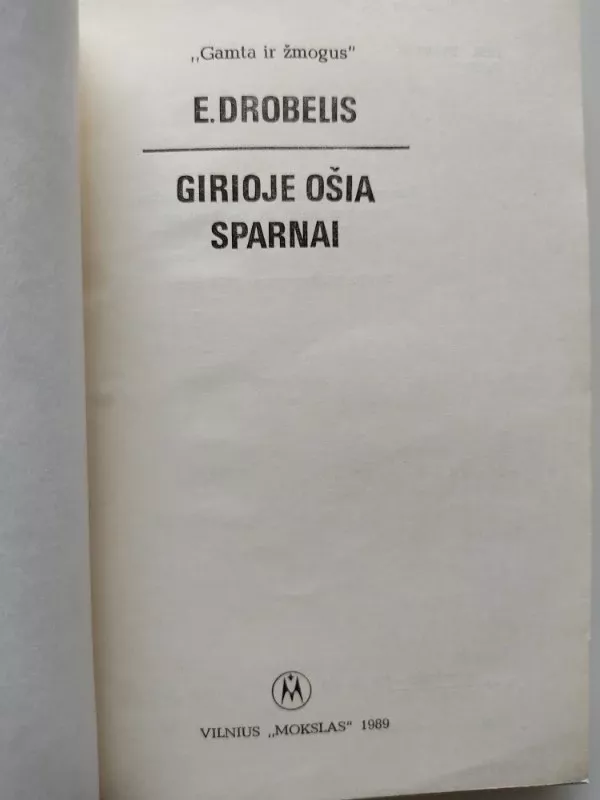 „Gamta ir žmogus"
E.DROBELIS
GIRIOJE OŠIA
SPARNAI
M
VILNIUS „MOKSLAS" 1989